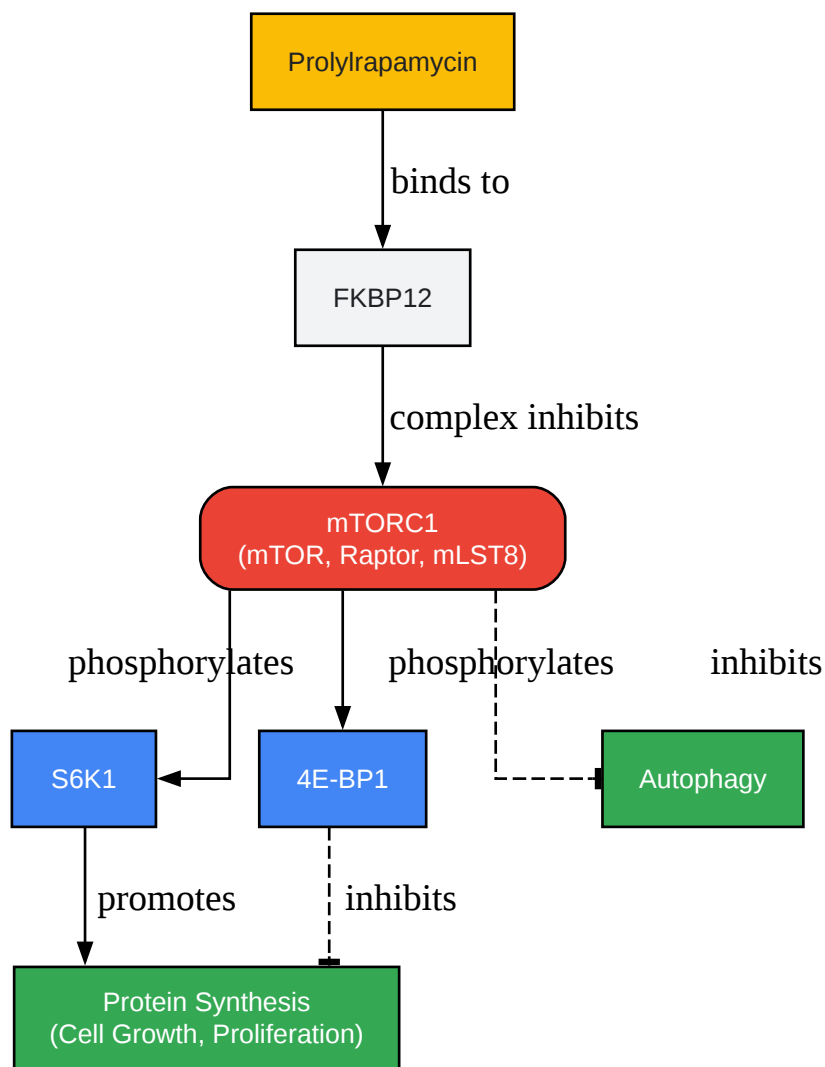 Prolylrapamycin
binds to
FKBP12
complex inhibits
mTORC1
(mTOR, Raptor, mLST8)
phosphorylates
phosphorylates
inhibits
S6K1
4E-BP1
Autophagy
promotes
inhibits
Protein Synthesis
(Cell Growth, Proliferation)